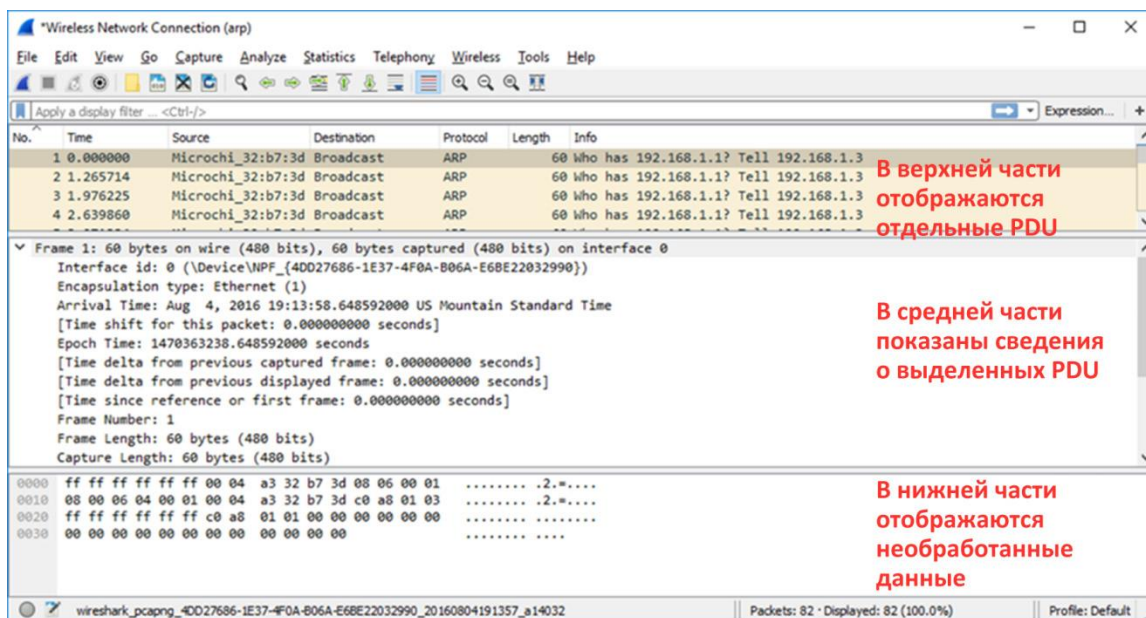 *Wireless Network Connection (arp)
File Edit View Go Capture Analyze Statistics Telephony Wireless Tools Help
Apply a display filter ... <Ctrl-/> Expression... +
No. Time Source Destination Protocol Length Info
1 0.000000 Microchi_32:b7:3d Broadcast ARP 60 Who has 192.168.1.1? Tell 192.168.1.3
2 1.265714 Microchi_32:b7:3d Broadcast ARP 60 Who has 192.168.1.1? Tell 192.168.1.3
3 1.976225 Microchi_32:b7:3d Broadcast ARP 60 Who has 192.168.1.1? Tell 192.168.1.3
4 2.639860 Microchi_32:b7:3d Broadcast ARP 60 Who has 192.168.1.1? Tell 192.168.1.3
В верхней части
отображаются
отдельные PDU
Frame 1: 60 bytes on wire (480 bits), 60 bytes captured (480 bits) on interface 0
Interface id: 0 (\Device\NPF_{4DD27686-1E37-4F0A-B06A-E6BE22032990})
Encapsulation type: Ethernet (1)
Arrival Time: Aug 4, 2016 19:13:58.648592000 US Mountain Standard Time
[Time shift for this packet: 0.000000000 seconds]
Epoch Time: 1470363238.648592000 seconds
[Time delta from previous captured frame: 0.000000000 seconds]
[Time delta from previous displayed frame: 0.000000000 seconds]
[Time since reference or first frame: 0.000000000 seconds]
Frame Number: 1
Frame Length: 60 bytes (480 bits)
Capture Length: 60 bytes (480 bits)
В средней части
показаны сведения
о выделенных PDU
0000 ff ff ff ff ff ff 00 04 a3 32 b7 3d 08 06 00 01 ........ .2.=....
0010 08 00 06 04 00 01 00 04 a3 32 b7 3d c0 a8 01 03 ........ .2.=....
0020 ff ff ff ff ff ff c0 a8 01 01 00 00 00 00 00 00 ........ ........
0030 00 00 00 00 00 00 00 00 00 00 00 00 ........ ....
В нижней части
отображаются
необработанные
данные
wireshark_pcapng_4DD27686-1E37-4F0A-B06A-E6BE22032990_20160804191357_a14032 Packets: 82 · Displayed: 82 (100.0%) Profile: Default